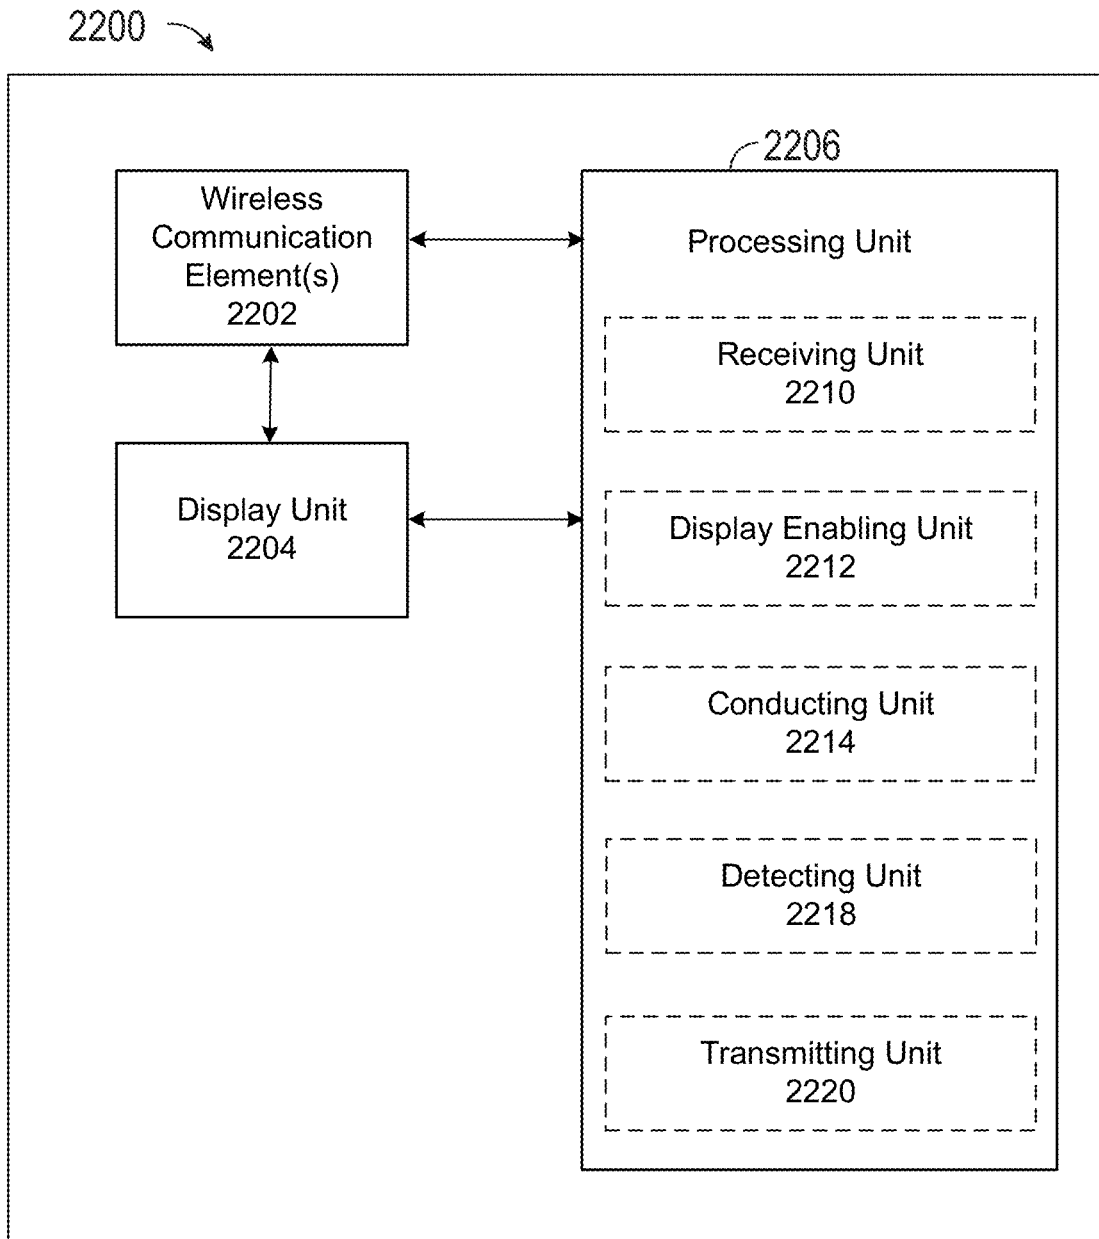 2200
2206
Wireless
Communication
Element(s)
2202
Display Unit
2204
Processing Unit
Receiving Unit
2210
Display Enabling Unit
2212
Conducting Unit
2214
Detecting Unit
2218
Transmitting Unit
2220